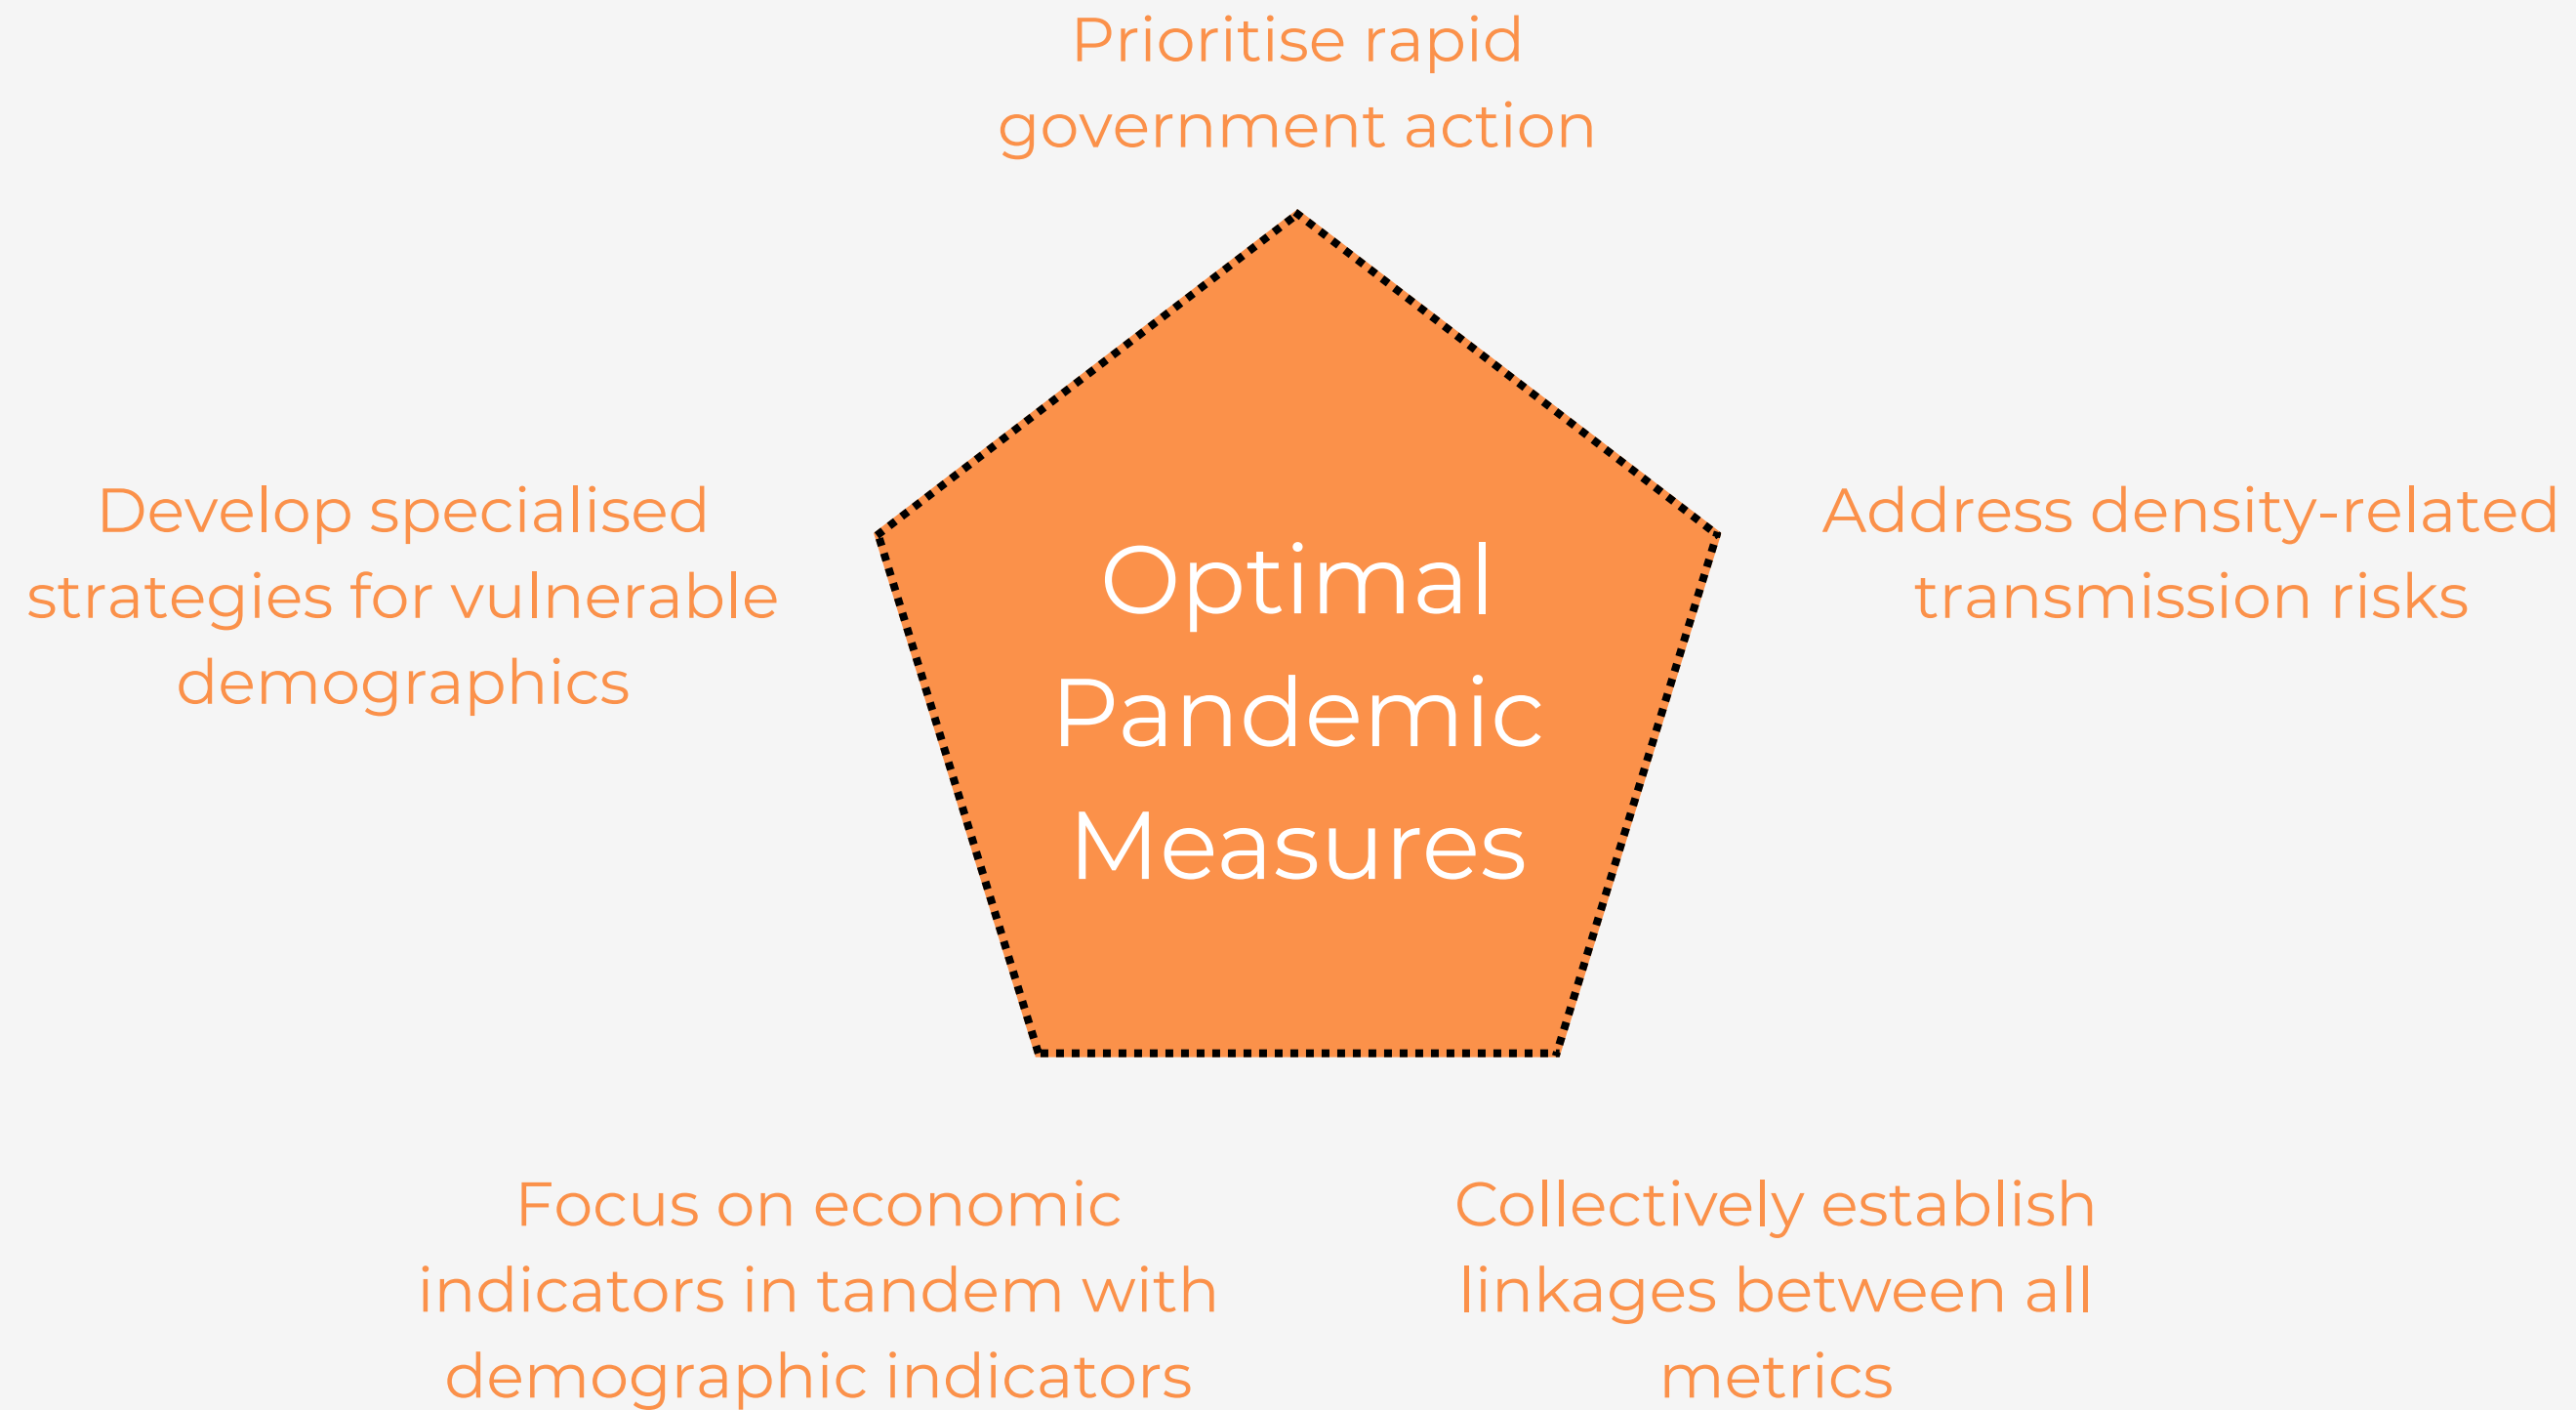 Prioritise rapid
government action
Develop specialised
strategies for vulnerable
demographics
Address density-related
transmission risks
Optimal
Pandemic
Measures
Focus on economic
indicators in tandem with
demographic indicators
Collectively establish
linkages between all
metrics